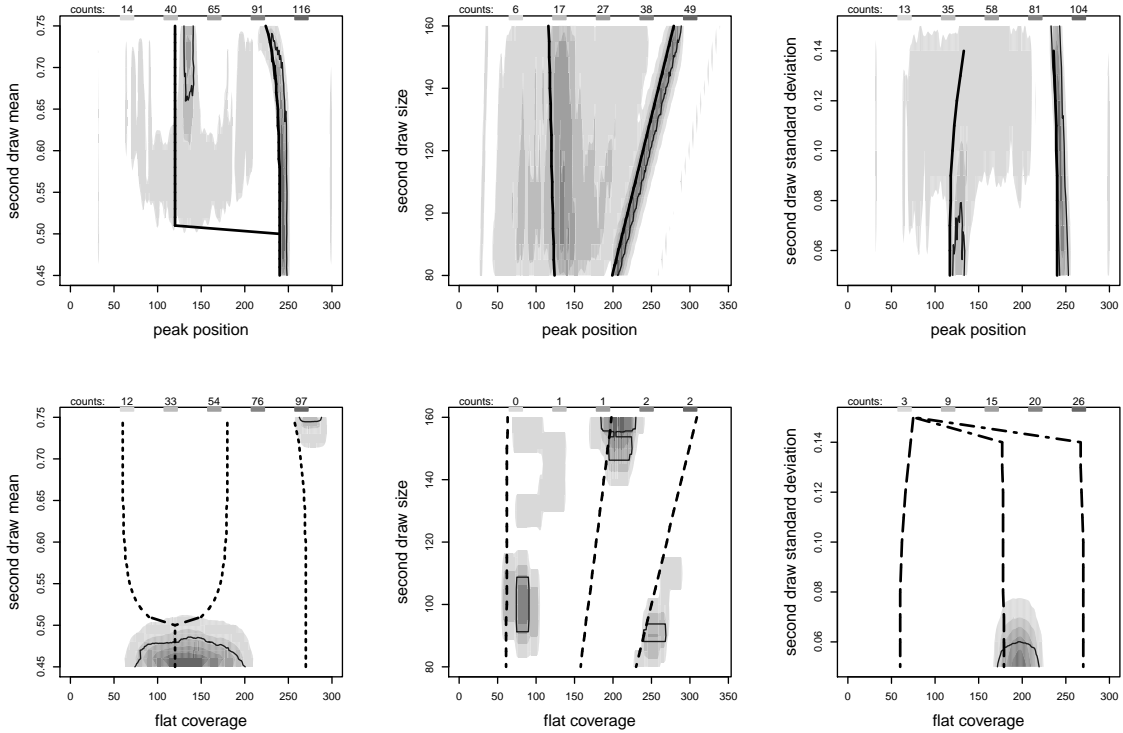 counts: 14 40 65 91 116
second draw mean
0.45 0.50 0.55 0.60 0.65 0.70 0.75
0 50 100 150 200 250 300
peak position
counts: 6 17 27 38 49
second draw size
80 100 120 140 160
0 50 100 150 200 250 300 350
peak position
counts: 13 35 58 81 104
second draw standard deviation
0.06 0.08 0.10 0.12 0.14
0 50 100 150 200 250 300
peak position
counts: 12 33 54 76 97
second draw mean
0.45 0.50 0.55 0.60 0.65 0.70 0.75
0 50 100 150 200 250 300
flat coverage
counts: 0 1 1 2 2
second draw size
80 100 120 140 160
0 50 100 150 200 250 300 350
flat coverage
counts: 3 9 15 20 26
second draw standard deviation
0.06 0.08 0.10 0.12 0.14
0 50 100 150 200 250 300
flat coverage